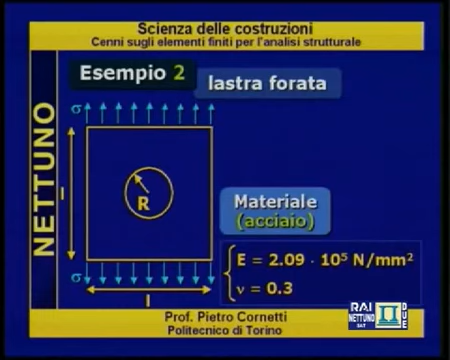 Scienza delle costruzioni
Cenni sugli elementi finiti per l'analisi strutturale
Esempio 2
lastra forata
NETTUNO
σ
l
R
Materiale
(acciaio)
E = 2.09 · 10⁵ N/mm²
ν = 0.3
σ
l
Prof. Pietro Cornetti
Politecnico di Torino
RAI
NETTUNO
SAT
DUE